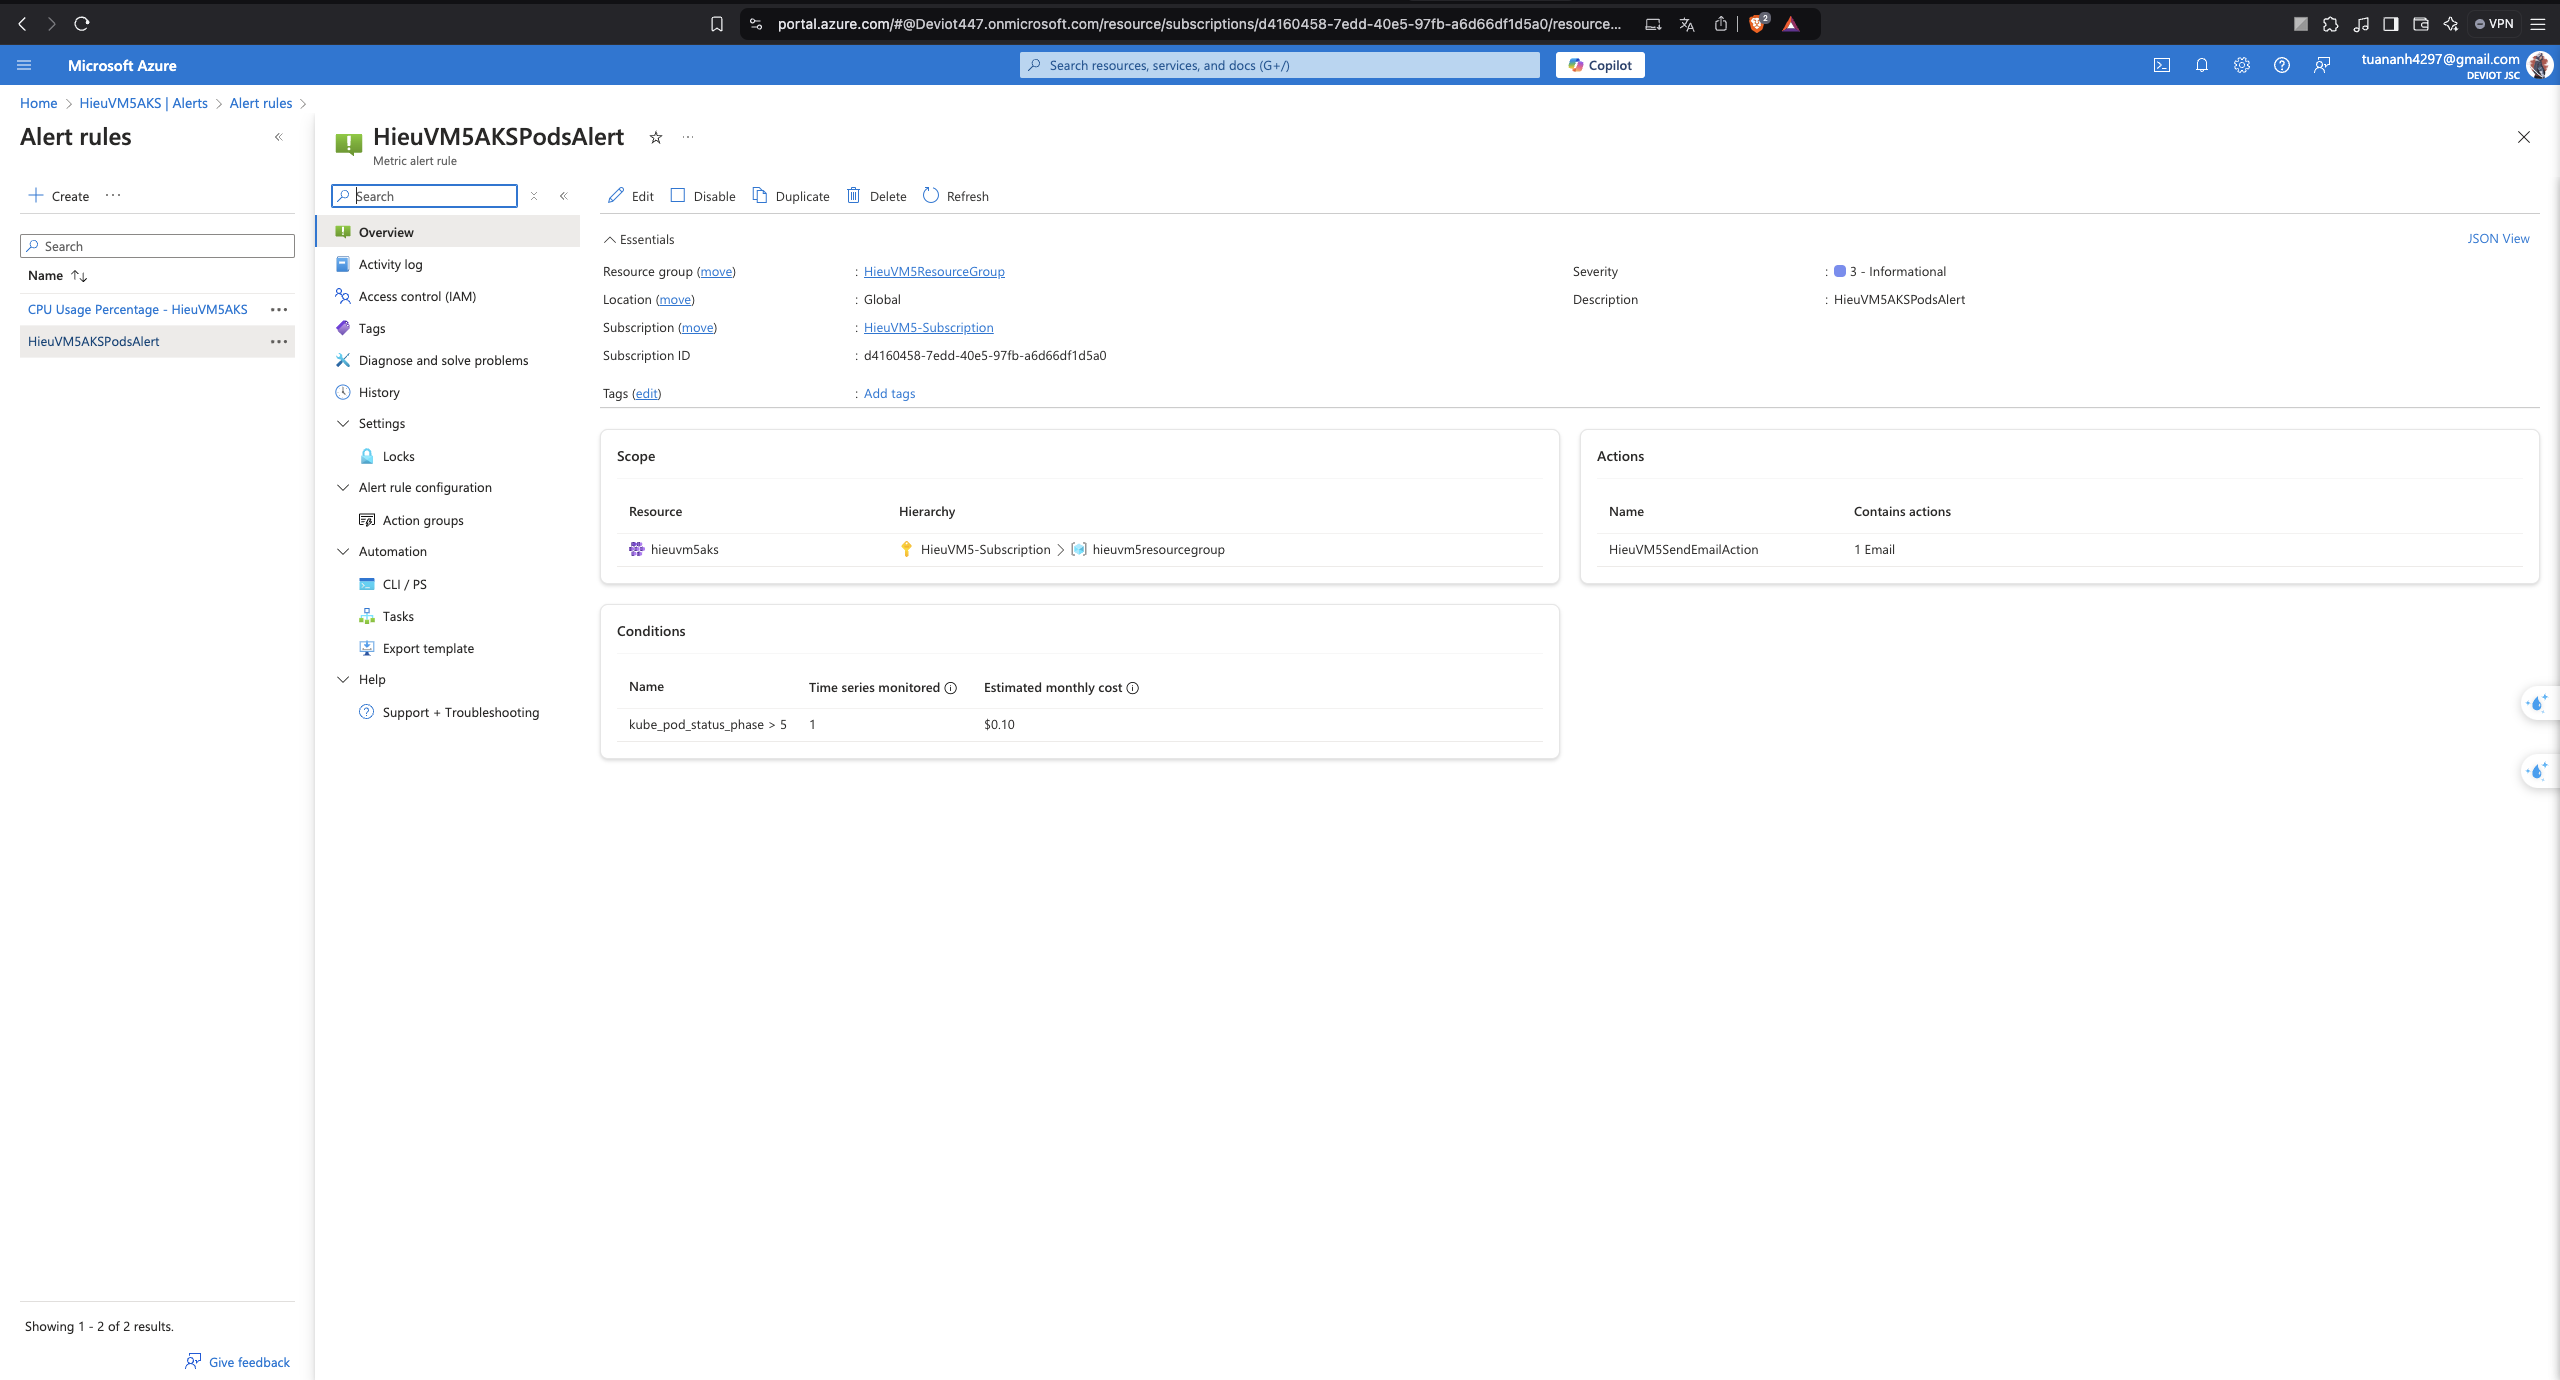 portal.azure.com/#@Deviot447.onmicrosoft.com/resource/subscriptions/d4160458-7edd-40e5-97fb-a6d66df1d5a0/resource...
2
VPN
Microsoft Azure
Search resources, services, and docs (G+/)
Copilot
tuananh4297@gmail.com
DEVIOT JSC
Home > HieuVM5AKS | Alerts > Alert rules >
Alert rules
«
Create
Search
Name
CPU Usage Percentage - HieuVM5AKS
HieuVM5AKSPodsAlert
Showing 1 - 2 of 2 results.
Give feedback
HieuVM5AKSPodsAlert
Metric alert rule
Search
«
Overview
Activity log
Access control (IAM)
Tags
Diagnose and solve problems
History
Settings
Locks
Alert rule configuration
Action groups
Automation
CLI / PS
Tasks
Export template
Help
Support + Troubleshooting
Edit
Disable
Duplicate
Delete
Refresh
Essentials
JSON View
Resource group (move) : HieuVM5ResourceGroup
Location (move) : Global
Subscription (move) : HieuVM5-Subscription
Subscription ID : d4160458-7edd-40e5-97fb-a6d66df1d5a0
Tags (edit) : Add tags
Severity : 3 - Informational
Description : HieuVM5AKSPodsAlert
Scope
Resource Hierarchy
hieuvm5aks HieuVM5-Subscription > hieuvm5resourcegroup
Actions
Name Contains actions
HieuVM5SendEmailAction 1 Email
Conditions
Name Time series monitored Estimated monthly cost
kube_pod_status_phase > 5 1 $0.10